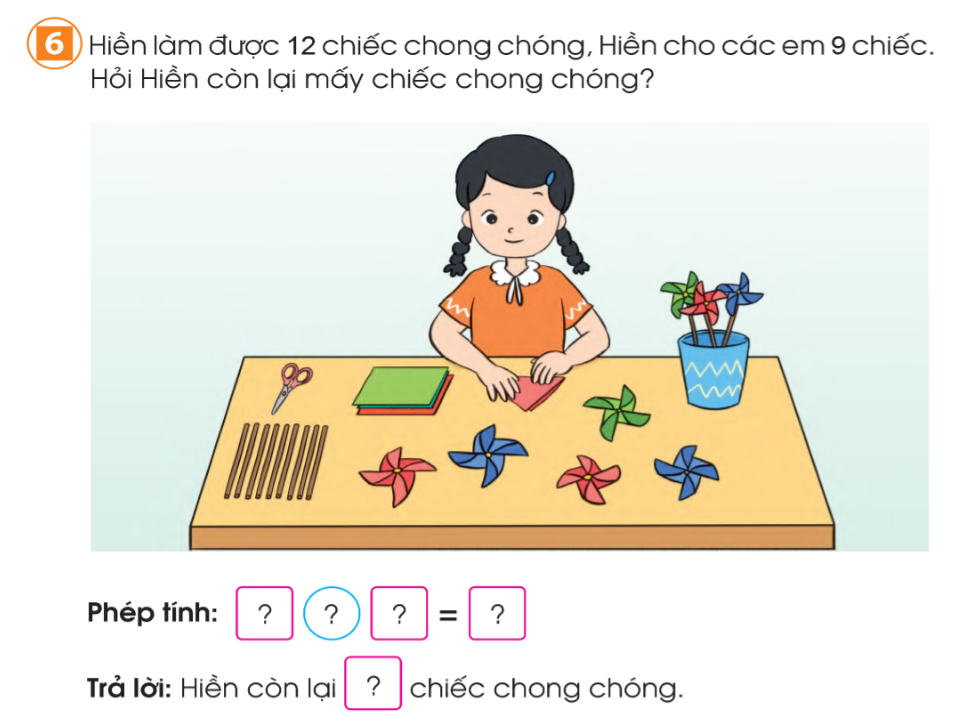 6 Hiền làm được 12 chiếc chong chóng, Hiền cho các em 9 chiếc.
Hỏi Hiền còn lại mấy chiếc chong chóng?
Phép tính: ? ? ? = ?
Trả lời: Hiền còn lại ? chiếc chong chóng.